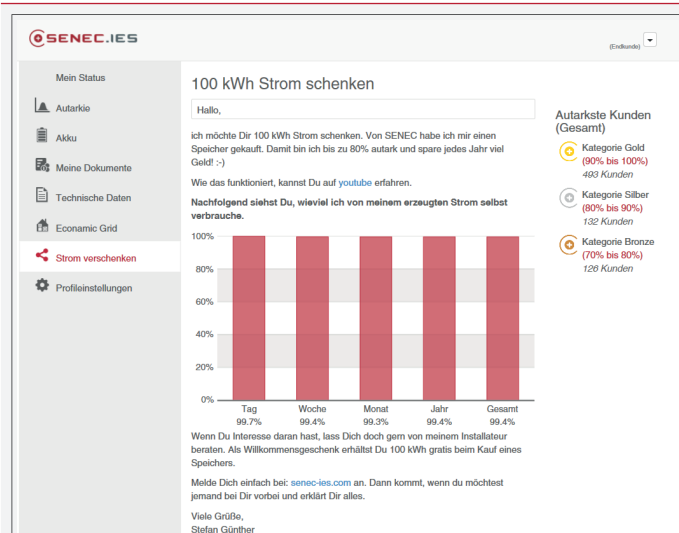 SENEC.IES
(Endkunde)
Mein Status
Autarkie
Akku
Meine Dokumente
Technische Daten
Econamic Grid
Strom verschenken
Profileinstellungen
100 kWh Strom schenken
Hallo,
ich möchte Dir 100 kWh Strom schenken. Von SENEC habe ich mir einen
Speicher gekauft. Damit bin ich bis zu 80% autark und spare jedes Jahr viel
Geld! :-)
Wie das funktioniert, kannst Du auf youtube erfahren.
Nachfolgend siehst Du, wieviel ich von meinem erzeugten Strom selbst
verbrauche.
100%
80%
60%
40%
20%
0%
Tag Woche Monat Jahr Gesamt
99.7% 99.4% 99.3% 99.4% 99.4%
Wenn Du Interesse daran hast, lass Dich doch gern von meinem Installateur
beraten. Als Willkommensgeschenk erhältst Du 100 kWh gratis beim Kauf eines
Speichers.
Melde Dich einfach bei: senec-ies.com an. Dann kommt, wenn du möchtest
jemand bei Dir vorbei und erklärt Dir alles.
Viele Grüße,
Stefan Günther
Autarkste Kunden
(Gesamt)
Kategorie Gold
(90% bis 100%)
493 Kunden
Kategorie Silber
(80% bis 90%)
132 Kunden
Kategorie Bronze
(70% bis 80%)
126 Kunden